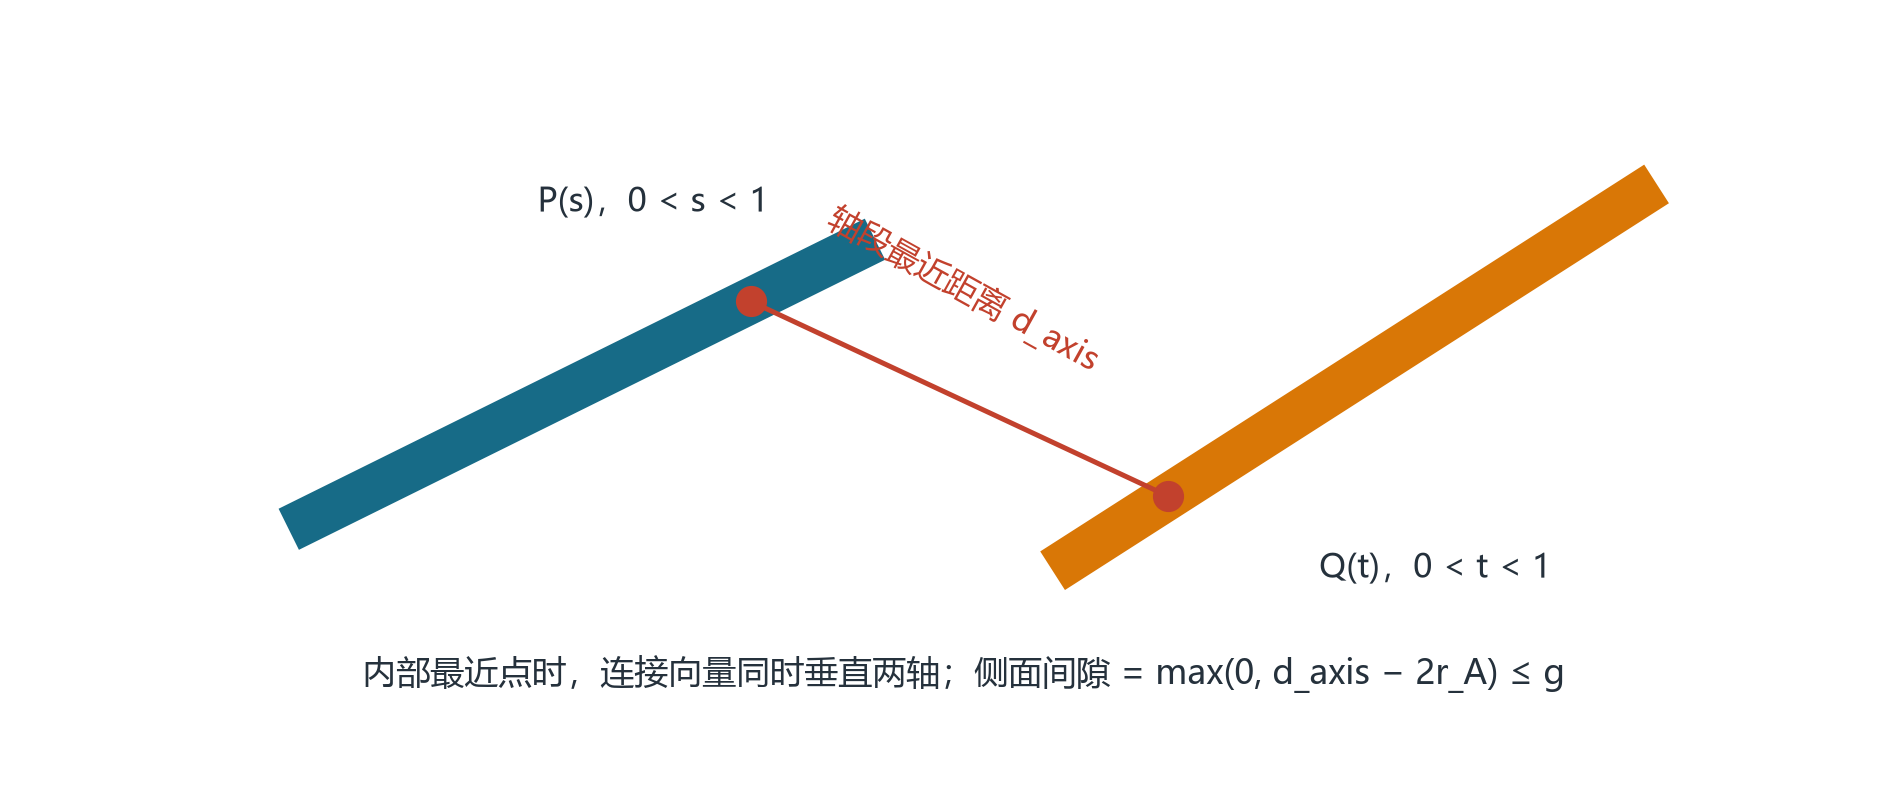 P(s)，0 < s < 1
轴段最近距离 d_axis
Q(t)，0 < t < 1
内部最近点时，连接向量同时垂直两轴；侧面间隙 = max(0, d_axis − 2r_A) ≤ g